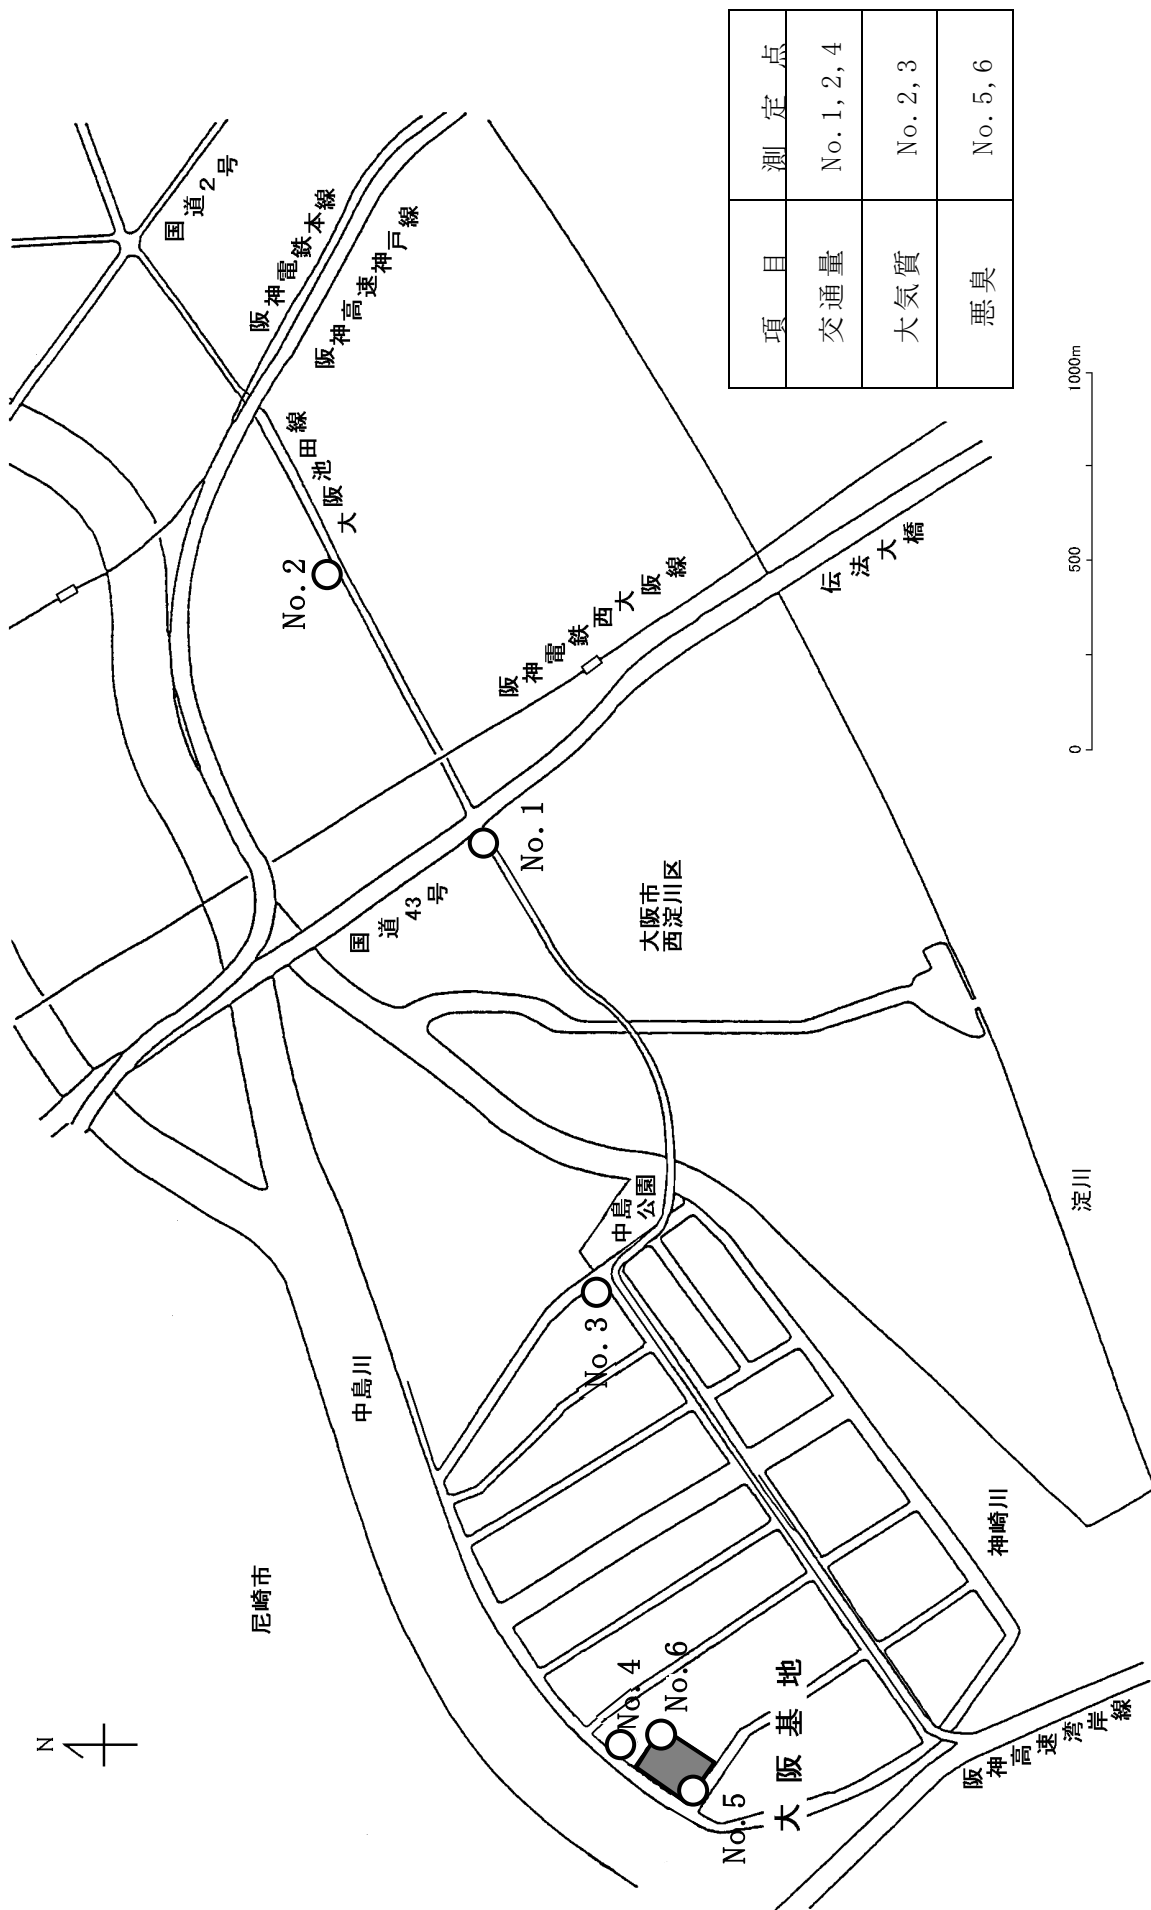 N
尼崎市
中島川
国道43号
国道2号
阪神電鉄本線
阪神高速神戸線
大阪池田線
No.2
阪神電鉄西大阪線
No.1
大阪市
西淀川区
伝法大橋
中島
公園
No.3
No.4
No.6
No.5
大阪基地
神崎川
淀川
阪神高速湾岸線
0 500 1000m
項目 測定点
交通量 No.1,2,4
大気質 No.2,3
悪臭 No.5,6